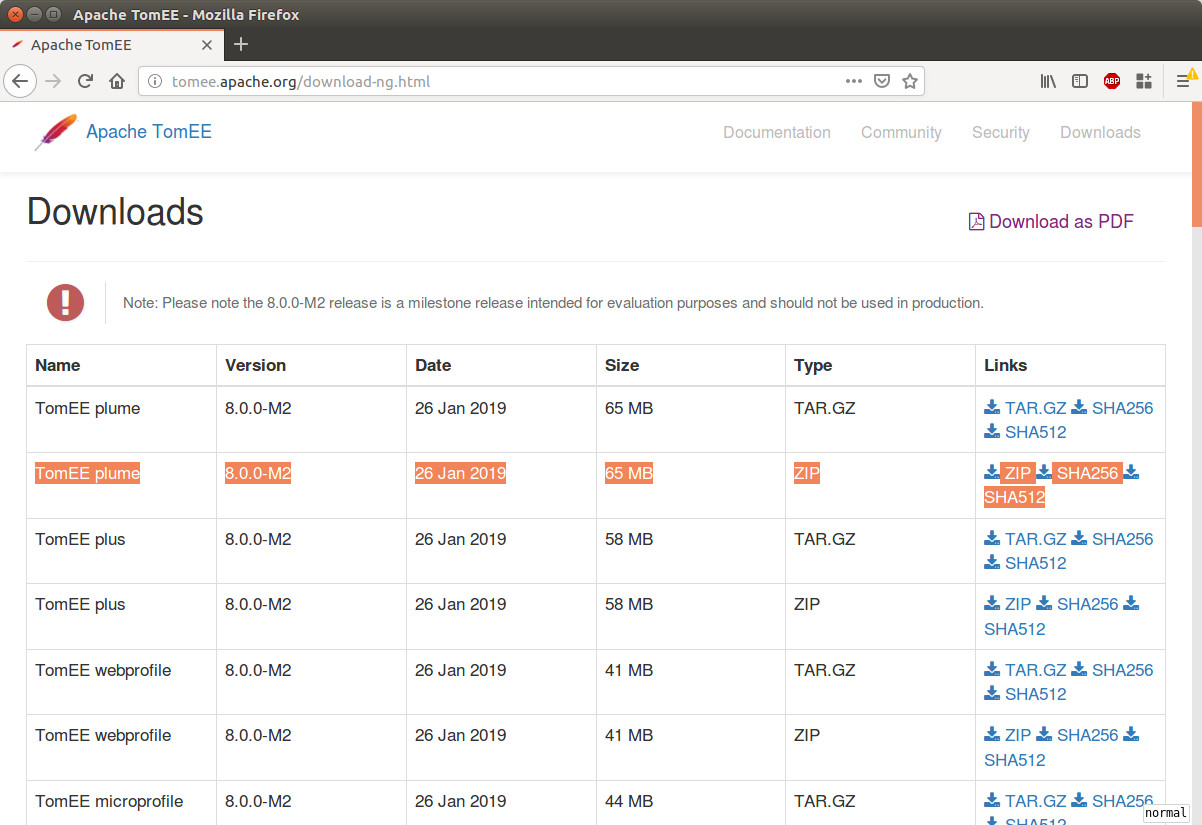 Apache TomEE - Mozilla Firefox
Apache TomEE
tomee.apache.org/download-ng.html
ABP
Apache TomEE
Documentation Community Security Downloads
Downloads
Download as PDF
Note: Please note the 8.0.0-M2 release is a milestone release intended for evaluation purposes and should not be used in production.
Name Version Date Size Type Links
TomEE plume 8.0.0-M2 26 Jan 2019 65 MB TAR.GZ TAR.GZ SHA256
SHA512
TomEE plume 8.0.0-M2 26 Jan 2019 65 MB ZIP ZIP SHA256
SHA512
TomEE plus 8.0.0-M2 26 Jan 2019 58 MB TAR.GZ TAR.GZ SHA256
SHA512
TomEE plus 8.0.0-M2 26 Jan 2019 58 MB ZIP ZIP SHA256
SHA512
TomEE webprofile 8.0.0-M2 26 Jan 2019 41 MB TAR.GZ TAR.GZ SHA256
SHA512
TomEE webprofile 8.0.0-M2 26 Jan 2019 41 MB ZIP ZIP SHA256
SHA512
TomEE microprofile 8.0.0-M2 26 Jan 2019 44 MB TAR.GZ TAR.GZ SHA256
SHA512
normal